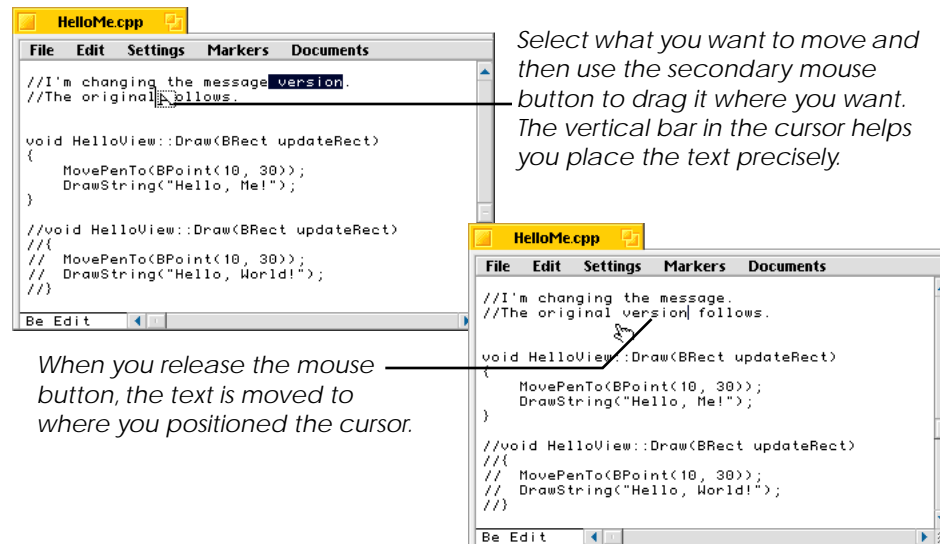 HelloMe.cpp
File Edit Settings Markers Documents
//I'm changing the message version.
//The original follows.
void HelloView::Draw(BRect updateRect)
{
MovePenTo(BPoint(10, 30));
DrawString("Hello, Me!");
}
//void HelloView::Draw(BRect updateRect)
//{
// MovePenTo(BPoint(10, 30));
// DrawString("Hello, World!");
//}
Be Edit
Select what you want to move and
then use the secondary mouse
button to drag it where you want.
The vertical bar in the cursor helps
you place the text precisely.
When you release the mouse
button, the text is moved to
where you positioned the cursor.
HelloMe.cpp
File Edit Settings Markers Documents
//I'm changing the message.
//The original version follows.
void HelloView::Draw(BRect updateRect)
{
MovePenTo(BPoint(10, 30));
DrawString("Hello, Me!");
}
//void HelloView::Draw(BRect updateRect)
//{
// MovePenTo(BPoint(10, 30));
// DrawString("Hello, World!");
//}
Be Edit